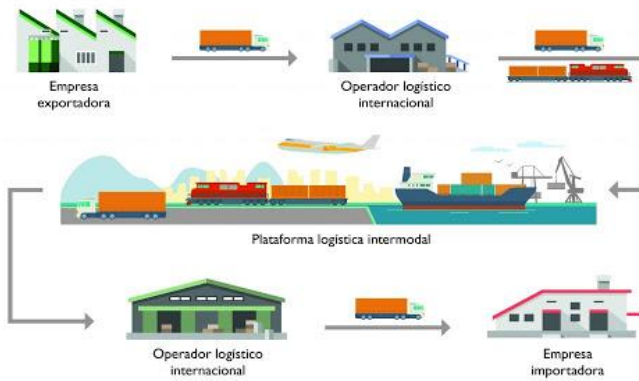 Empresa
exportadora
Operador logístico
internacional
Plataforma logística intermodal
Operador logístico
internacional
Empresa
importadora